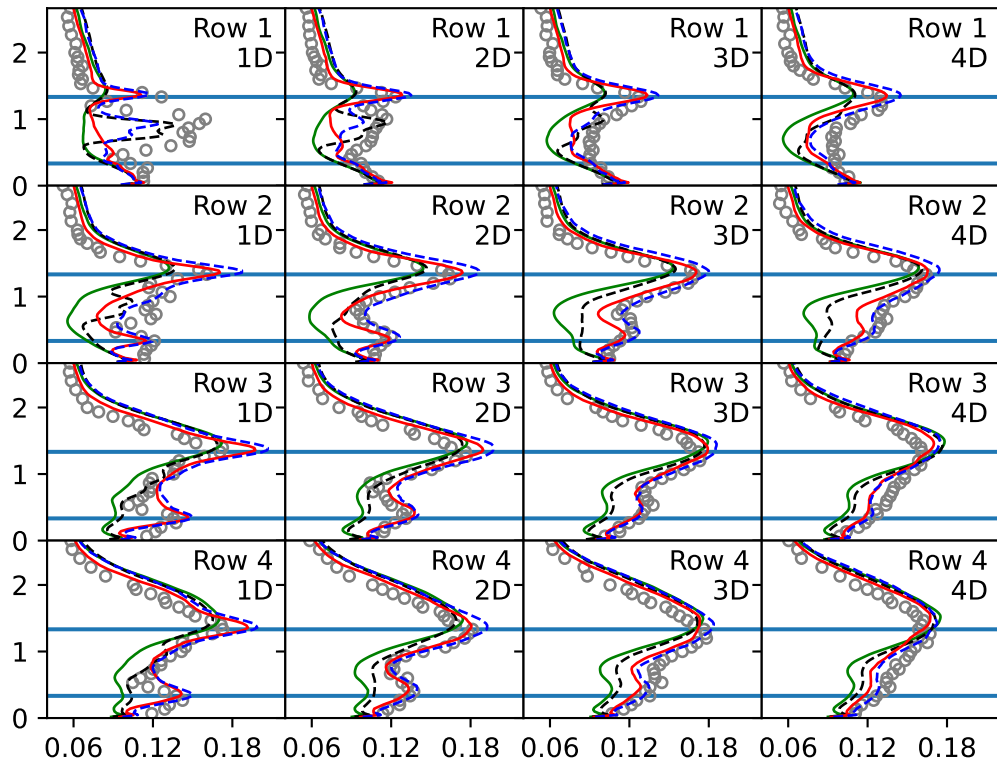 Row 1 Row 1 Row 1 Row 1
2 1D 2D 3D 4D
1
0
Row 2 Row 2 Row 2 Row 2
2 1D 2D 3D 4D
1
0
Row 3 Row 3 Row 3 Row 3
2 1D 2D 3D 4D
1
0
Row 4 Row 4 Row 4 Row 4
2 1D 2D 3D 4D
1
0
0.06 0.12 0.18 0.06 0.12 0.18 0.06 0.12 0.18 0.06 0.12 0.18